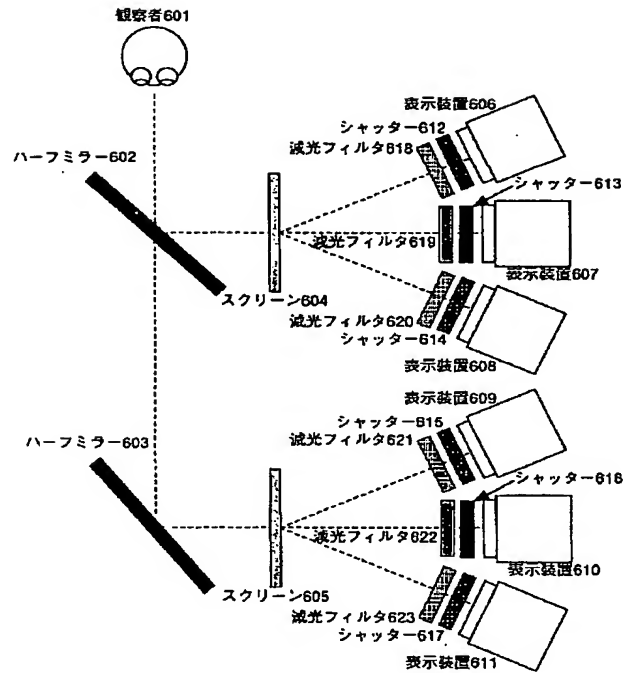 観察者601
表示装置606
シャッター612
減光フィルタ618
ハーフミラー602
シャッター613
減光フィルタ619
表示装置607
スクリーン604
減光フィルタ620
シャッター614
表示装置608
表示装置609
シャッター615
減光フィルタ621
ハーフミラー603
シャッター616
減光フィルタ622
表示装置610
スクリーン605
減光フィルタ623
シャッター617
表示装置611